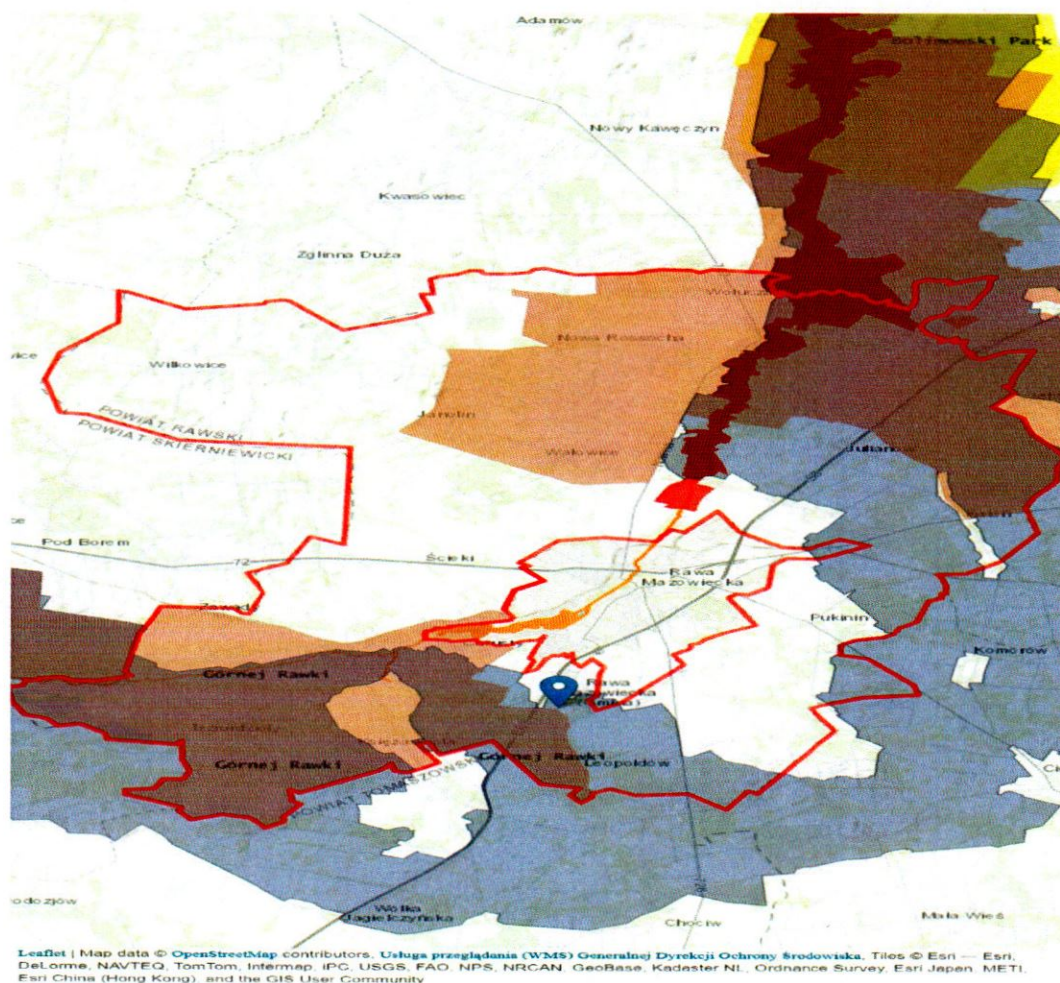 Adamów
Park
Nowy Kawęczyn
Kwasowiec
Zglinna Duża
Nowa Rossocha
Wilkowice
POWIAT RAWSKI
POWIAT SKIERNIEWICKI
Janolin
Wałowice
Pod Borem
72
Ścieki
Rawa
Mazowiecka
Pukinin
Komorów
Górnej Rawki
Rawa
Górnej Rawki
Górnej Rawki
Leopoldów
POWIAT TOMASZOWSKI
Wólka
Jagielczyńska
Chociw
Mała Wieś
Leaflet | Map data © OpenStreetMap contributors, Usługa przeglądania (WMS) Generalnej Dyrekcji Ochrony Środowiska, Tiles © Esri — Esri,
DeLorme, NAVTEQ, TomTom, Intermap, iPC, USGS, FAO, NPS, NRCAN, GeoBase, Kadaster NL, Ordnance Survey, Esri Japan, METI,
Esri China (Hong Kong), and the GIS User Community